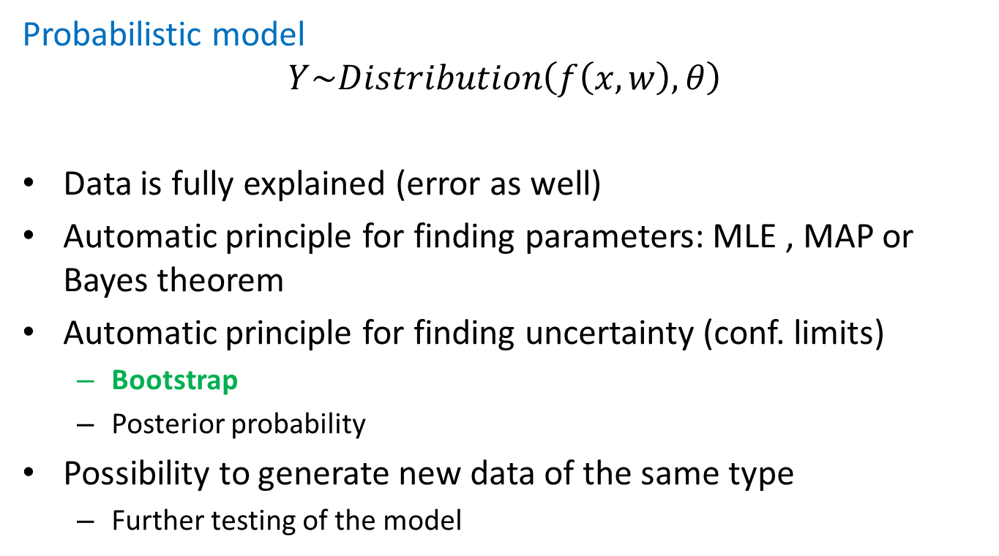 Probabilistic model
𝑌~𝐷𝑖𝑠𝑡𝑟𝑖𝑏𝑢𝑡𝑖𝑜𝑛(𝑓(𝑥,𝑤),𝜃)
• Data is fully explained (error as well)
• Automatic principle for finding parameters: MLE , MAP or
Bayes theorem
• Automatic principle for finding uncertainty (conf. limits)
– Bootstrap
– Posterior probability
• Possibility to generate new data of the same type
– Further testing of the model